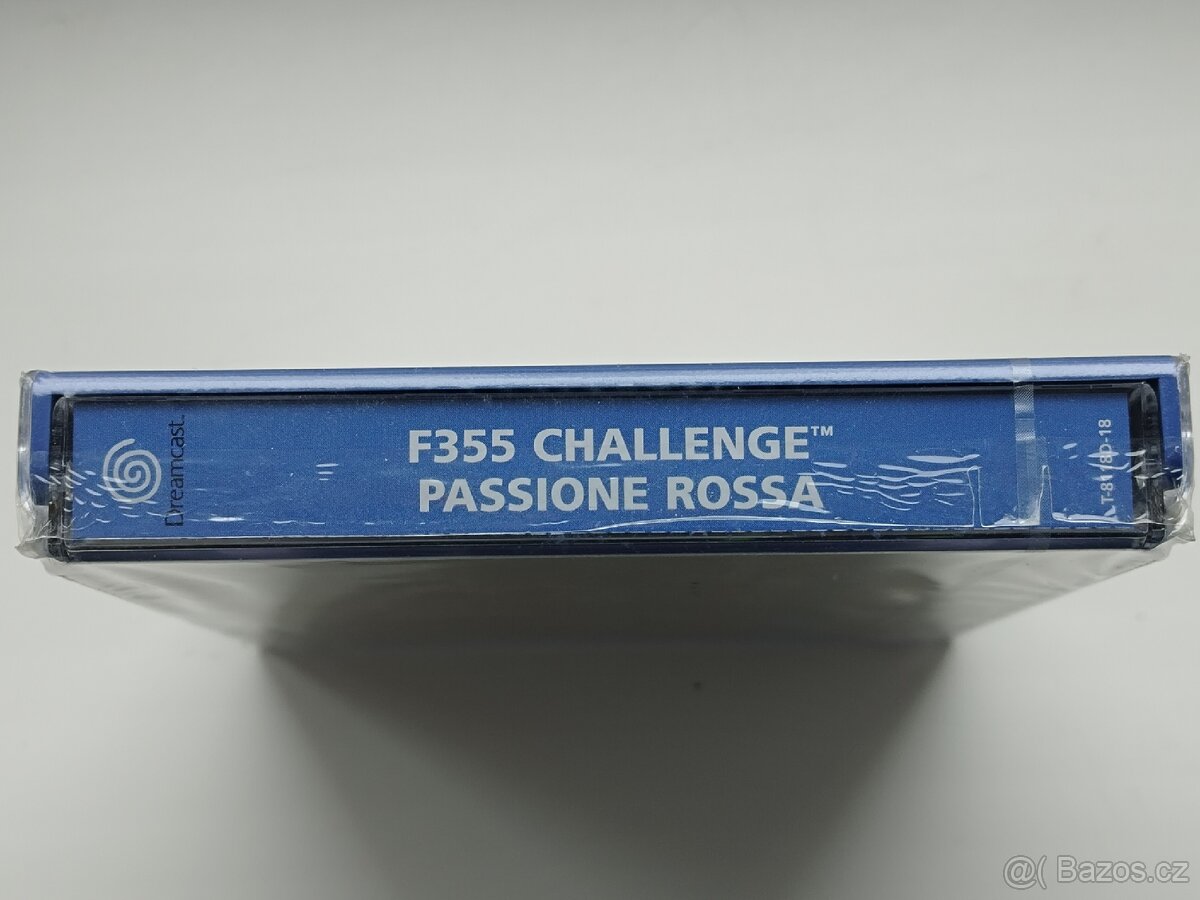 Dreamcast.
F355 CHALLENGE™
PASSIONE ROSSA
@( Bazos.cz